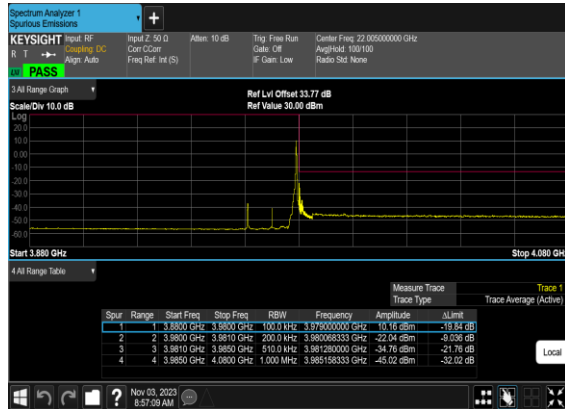 Spectrum Analyzer 1
Spurious Emissions
KEYSIGHT Input: RF Input Z: 50 Ω Atten: 10 dB Trig: Free Run Center Freq: 22.005000000 GHz
R T Coupling: DC Corr CCorr Gate: Off Avg|Hold: 100/100
Align: Auto Freq Ref: Int (S) IF Gain: Low Radio Std: None
PASS
3 All Range Graph
Ref Lvl Offset 33.77 dB
Scale/Div 10.0 dB Ref Value 30.00 dBm
Log
20.0
10.0
0.00
-10.0
-20.0
-30.0
-40.0
-50.0
-60.0
Start 3.880 GHz Stop 4.080 GH
4 All Range Table
Measure Trace Trace 1
Trace Type Trace Average (Active)
Spur Range Start Freq Stop Freq RBW Frequency Amplitude ΔLimit
1 1 3.8800 GHz 3.9800 GHz 100.0 kHz 3.979000000 GHz 10.16 dBm -19.84 dB
2 2 3.9800 GHz 3.9810 GHz 200.0 kHz 3.980068333 GHz -22.04 dBm -9.036 dB
3 3 3.9810 GHz 3.9850 GHz 510.0 kHz 3.981280000 GHz -34.76 dBm -21.76 dB
4 4 3.9850 GHz 4.0800 GHz 1.000 MHz 3.985158333 GHz -45.02 dBm -32.02 dB
Local
Nov 03, 2023
8:57:09 AM